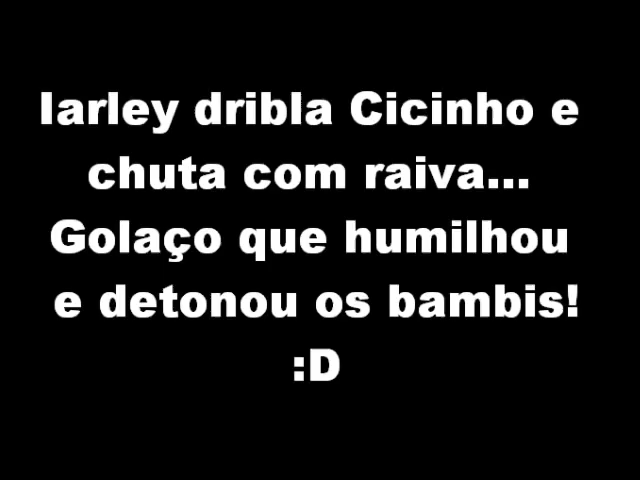 Iarley dribla Cicinho e
chuta com raiva...
Golaço que humilhou
e detonou os bambis!
:D